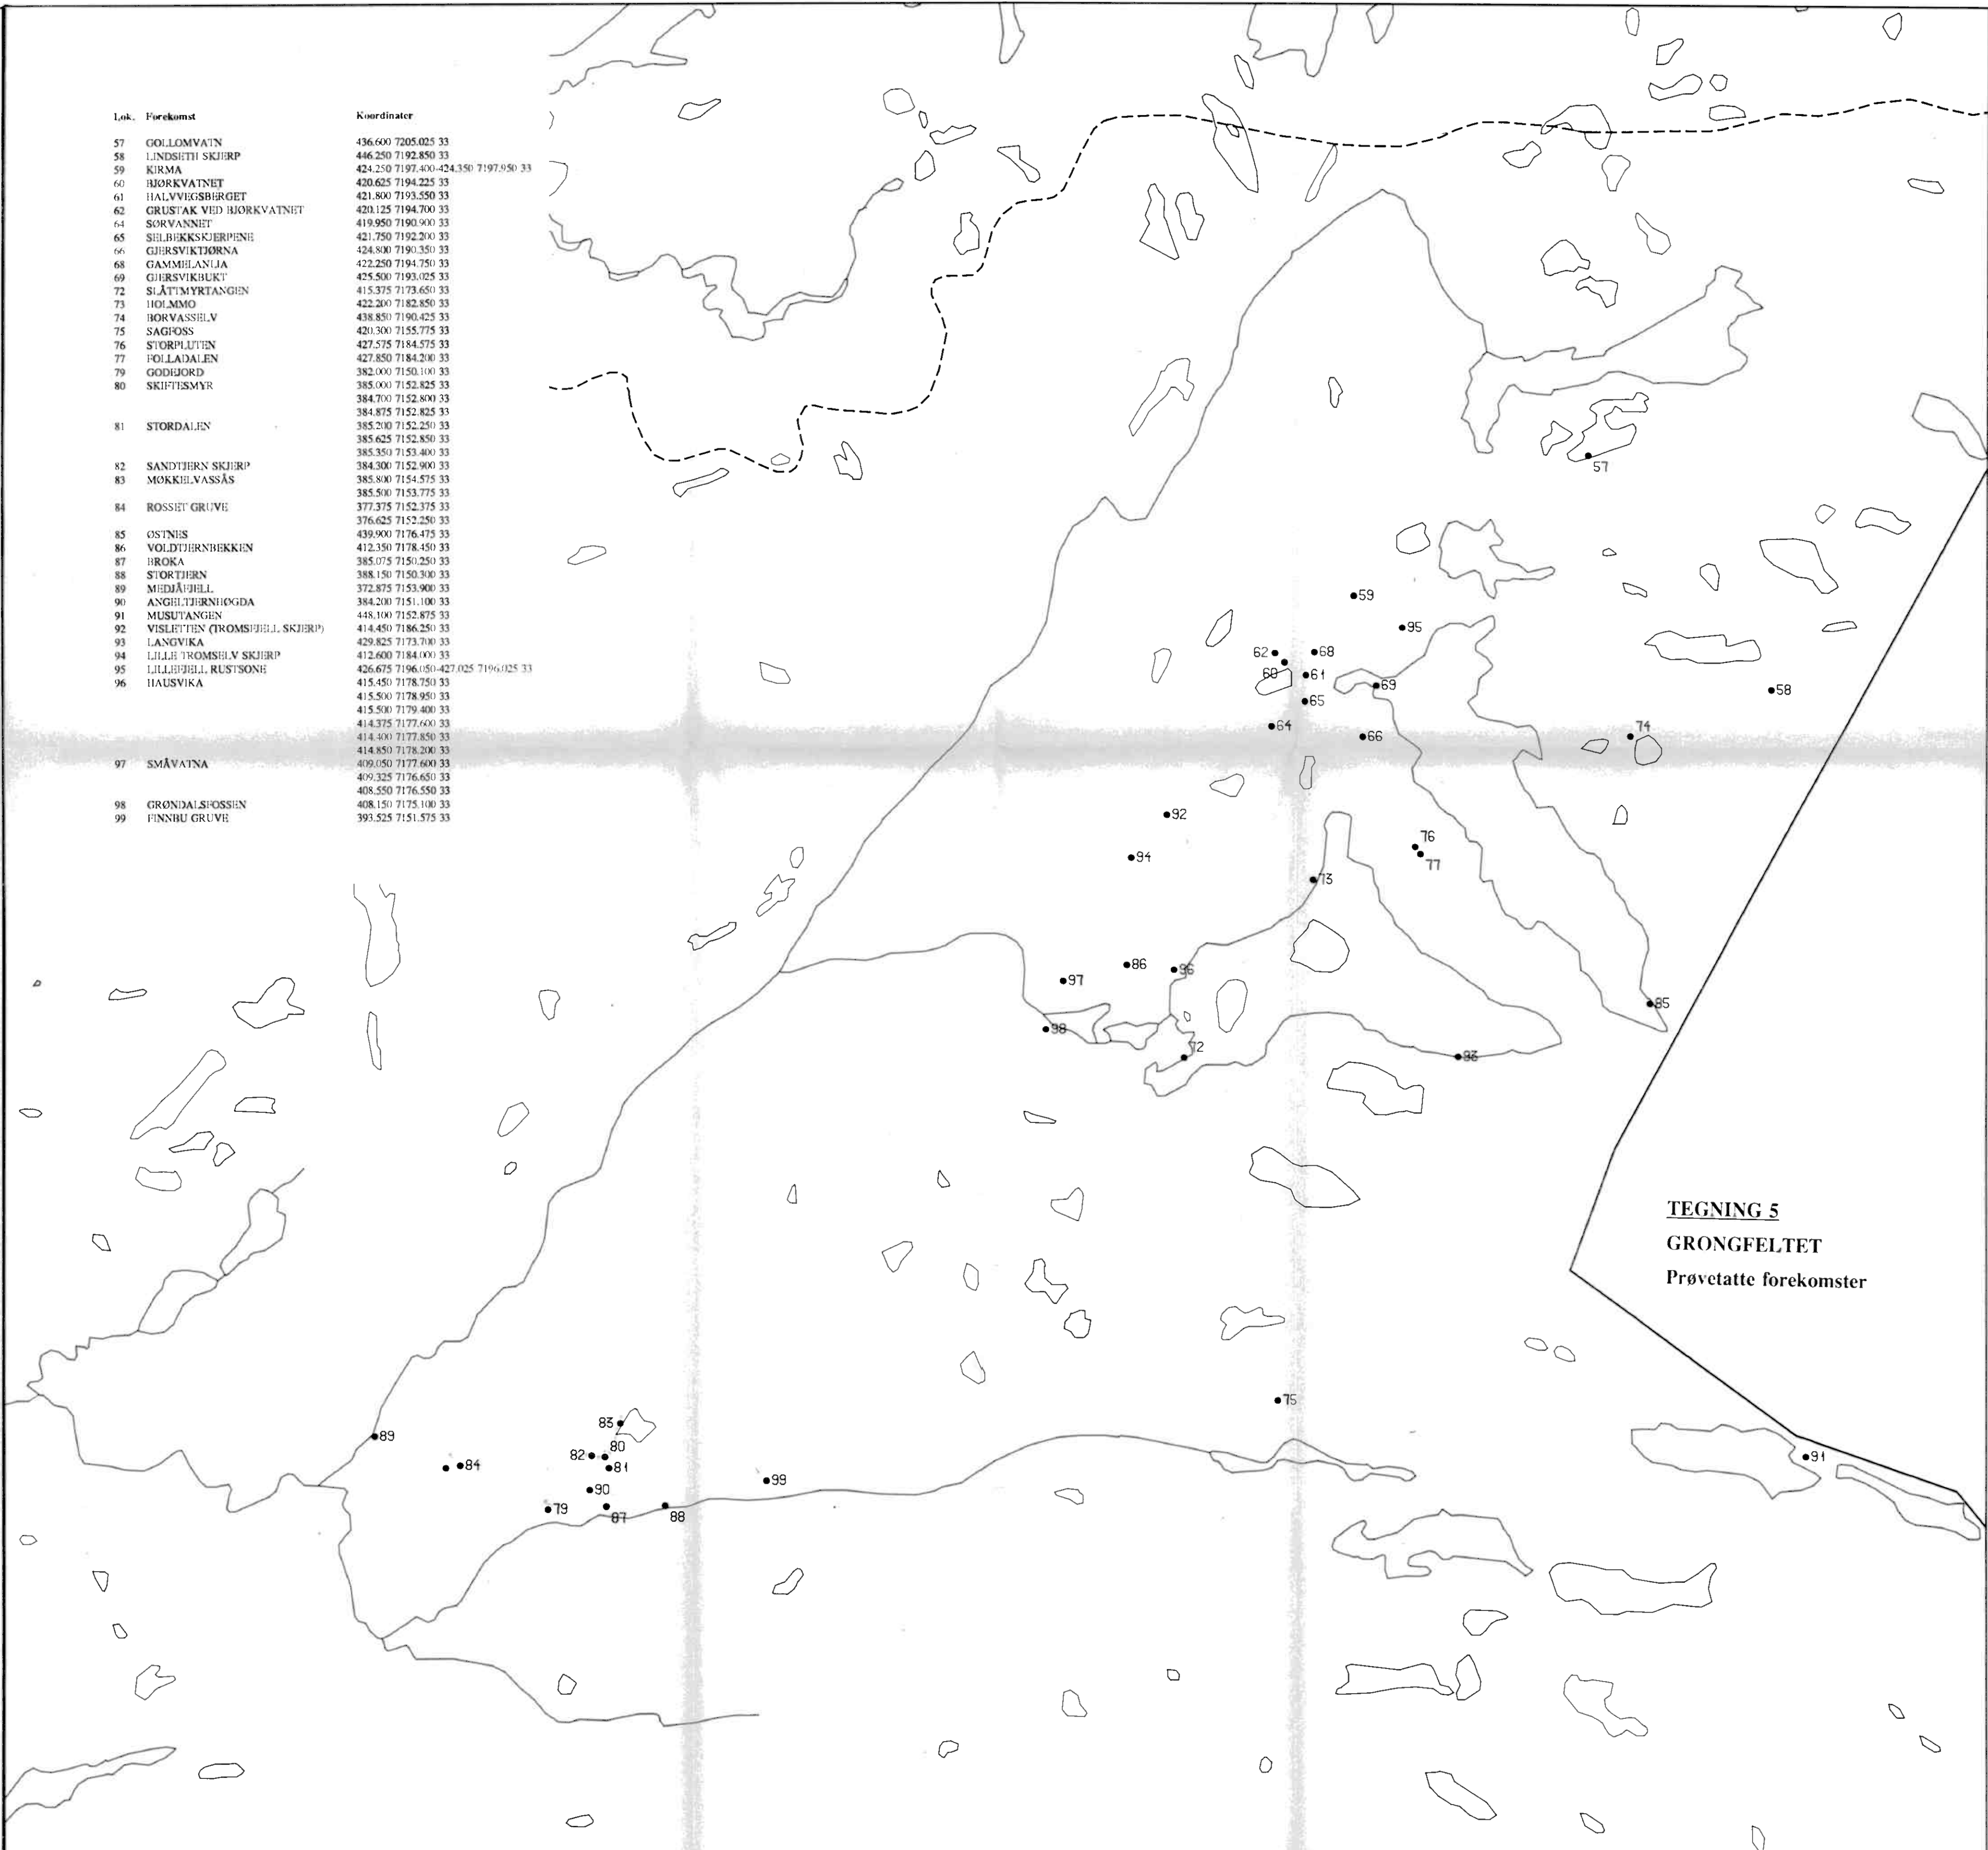 Lok. Forekomst Koordinater
57 GOLLOMVATN 436.600 7205.025 33
58 LINDSETH SKJERP 446.250 7192.850 33
59 KIRMA 424.250 7197.400-424.350 7197.950 33
60 BJØRKVATNET 420.625 7194.225 33
61 HALVVEGSBERGET 421.800 7193.550 33
62 GRUSTAK VED BJØRKVATNET 420.125 7194.700 33
64 SØRVANNET 419.950 7190.900 33
65 SELBEKKSKJERPENE 421.750 7192.200 33
66 GJERSVIKTJØRNA 424.800 7190.350 33
68 GAMMELANLIA 422.250 7194.750 33
69 GJERSVIKBUKT 425.500 7193.025 33
72 SLÅTTMYRTANGEN 415.375 7173.650 33
73 HOLMMO 422.200 7182.850 33
74 BORVASSELV 438.850 7190.425 33
75 SAGFOSS 420.300 7155.775 33
76 STORPLUTEN 427.575 7184.575 33
77 FOLLADALEN 427.850 7184.200 33
79 GODEJORD 382.000 7150.100 33
80 SKIFTESMYR 385.000 7152.825 33
384.700 7152.800 33
384.875 7152.825 33
81 STORDALEN 385.200 7152.250 33
385.625 7152.850 33
385.350 7153.400 33
82 SANDTJERN SKJERP 384.300 7152.900 33
83 MØKKELVASSÅS 385.800 7154.575 33
385.500 7153.775 33
84 ROSSET GRUVE 377.375 7152.375 33
376.625 7152.250 33
85 ØSTNES 439.900 7176.475 33
86 VOLDTJERNBEKKEN 412.350 7178.450 33
87 BROKA 385.075 7150.250 33
88 STORTJERN 388.150 7150.300 33
89 MEDJÅFJELL 372.875 7153.900 33
90 ANGELTJERNHØGDA 384.200 7151.100 33
91 MUSUTANGEN 448.100 7152.875 33
92 VISLETTEN (TROMSFJELL SKJERP) 414.450 7186.250 33
93 LANGVIKA 429.825 7173.700 33
94 LILLE TROMSELV SKJERP 412.600 7184.000 33
95 LILLEFJELL RUSTSONE 426.675 7196.050-427.025 7196.025 33
96 HAUSVIKA 415.450 7178.750 33
415.500 7178.950 33
415.500 7179.400 33
414.375 7177.600 33
414.400 7177.850 33
414.850 7178.200 33
97 SMÅVATNA 409.050 7177.600 33
409.325 7176.650 33
408.550 7176.550 33
98 GRØNDALSFOSSEN 408.150 7175.100 33
99 FINNBU GRUVE 393.525 7151.575 33
57
59
95
62
68
60
61
69
58
65
64
66
74
92
76
94
77
73
86
96
97
85
98
72
93
TEGNING 5
GRONGFELTET
Prøvetatte forekomster
75
83
89
82
80
91
84
81
99
90
79
87
88